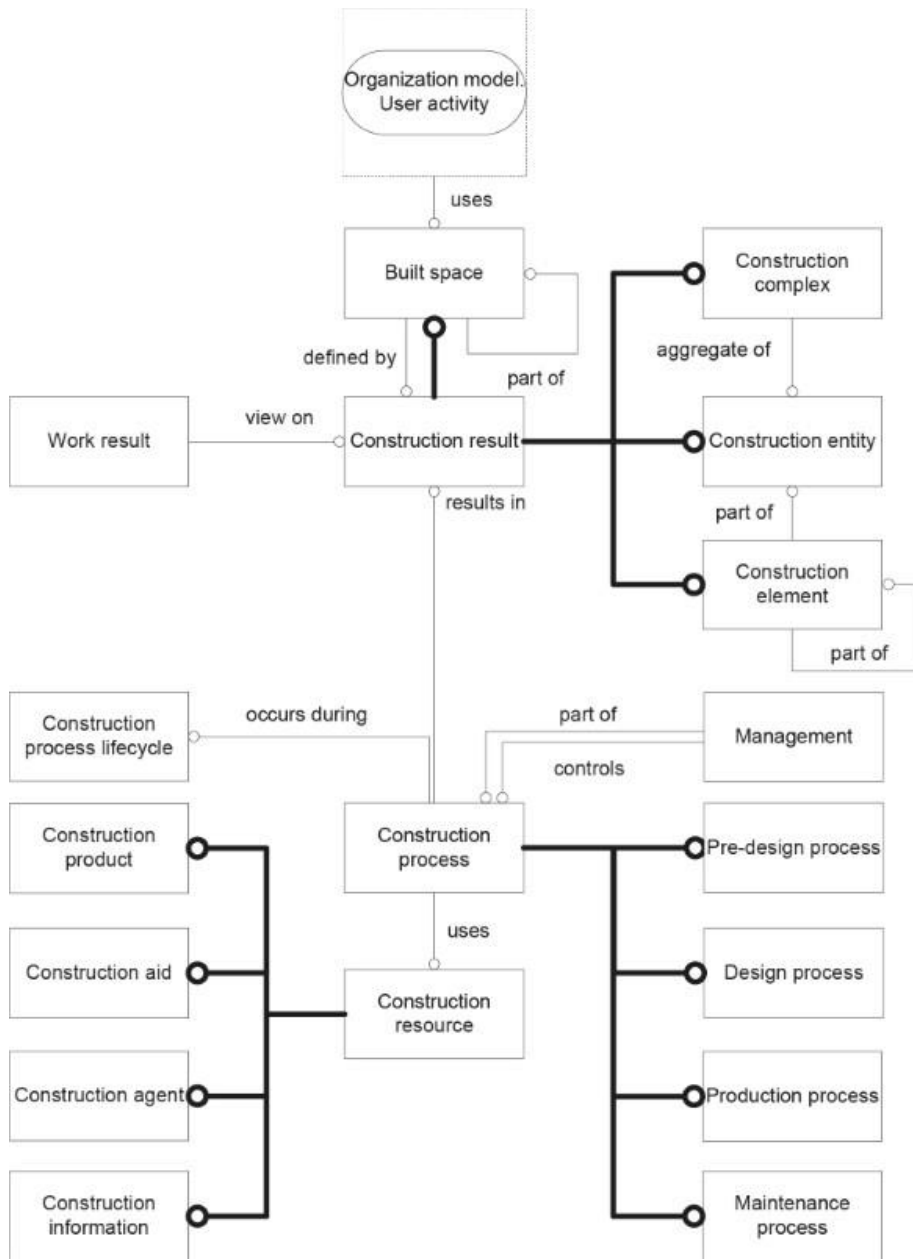 Organization model.
User activity
uses
Built space
Construction
complex
defined by
part of
aggregate of
Work result
view on
Construction result
Construction entity
results in
part of
Construction
element
part of
Construction
process lifecycle
occurs during
part of
controls
Management
Construction
product
Construction
process
Pre-design process
uses
Construction aid
Construction
resource
Design process
Construction agent
Production process
Construction
information
Maintenance
process